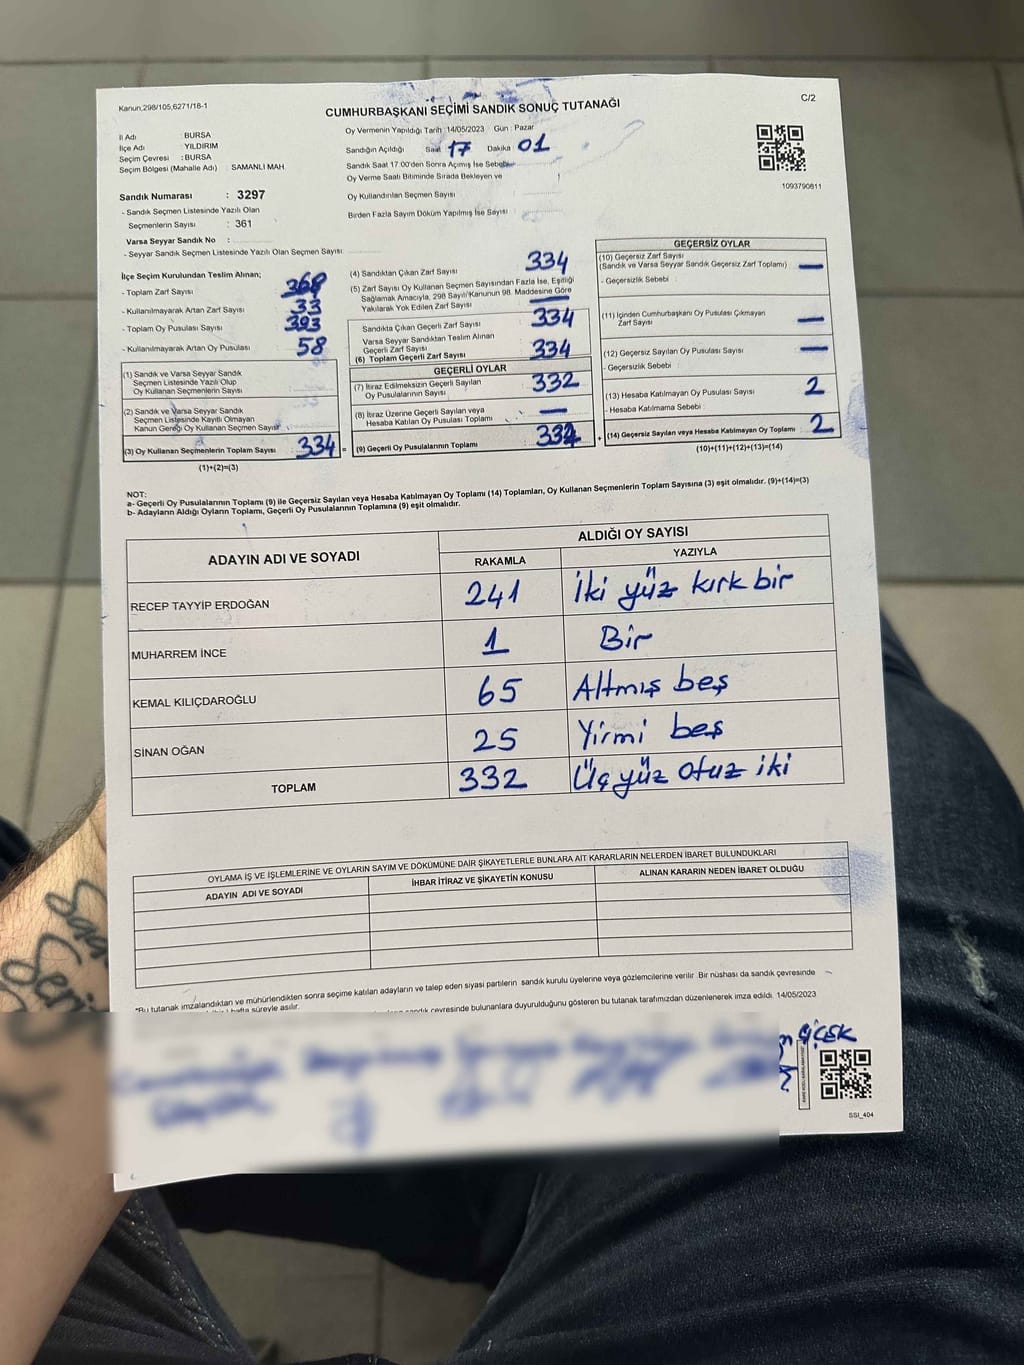 Kanun,298/105,6271/18-1
CUMHURBAŞKANI SEÇİMİ SANDIK SONUÇ TUTANAĞI
C/2
İl Adı : BURSA
İlçe Adı : YILDIRIM
Seçim Çevresi : BURSA
Seçim Bölgesi (Mahalle Adı) : SAMANLI MAH
Oy Vermenin Yapıldığı Tarih :14/05/2023 Gün : Pazar
Sandığın Açıldığı Saat 17 Dakika 01
Sandık Saat 17:00'den Sonra Açmış İse Sebebi
Oy Verme Saati Bitiminde Sırada Bekleyen ve
Oy Kullandırılan Seçmen Sayısı
Birden Fazla Sayım Döküm Yapılmış İse Sayısı
1093790811
Sandık Numarası : 3297
- Sandık Seçmen Listesinde Yazılı Olan
Seçmenlerin Sayısı : 361
Varsa Seyyar Sandık No :
- Seyyar Sandık Seçmen Listesinde Yazılı Olan Seçmen Sayısı:
İlçe Seçim Kurulundan Teslim Alınan;
- Toplam Zarf Sayısı : 368
- Kullanılmayarak Artan Zarf Sayısı : 33
- Toplam Oy Pusulası Sayısı : 393
- Kullanılmayarak Artan Oy Pusulası : 58
(1) Sandık ve Varsa Seyyar Sandık
Seçmen Listesinde Yazılı Olup
Oy Kullanan Seçmenlerin Sayısı
(2) Sandık ve Varsa Seyyar Sandık
Seçmen Listesinde Kayıtlı Olmayan
Kanun Gereği Oy Kullanan Seçmen Sayısı
(3) Oy Kullanan Seçmenlerin Toplam Sayısı 334
(1)+(2)=(3)
(4) Sandıktan Çıkan Zarf Sayısı 334
(5) Zarf Sayısı Oy Kullanan Seçmen Sayısından Fazla İse, Eşitliği
Sağlamak Amacıyla, 298 Sayılı Kanunun 98. Maddesine Göre
Yakılarak Yok Edilen Zarf Sayısı —
Sandıkta Çıkan Geçerli Zarf Sayısı : 334
Varsa Seyyar Sandıktan Teslim Alınan
Geçerli Zarf Sayısı :
(6) Toplam Geçerli Zarf Sayısı : 334
GEÇERLİ OYLAR
(7) İtiraz Edilmeksizin Geçerli Sayılan
Oy Pusulasının Sayısı : 332
(8) İtiraz Üzerine Geçerli Sayılan veya
Hesaba Katılan Oy Pusulası Toplamı : —
= (9) Geçerli Oy Pusulalarının Toplamı : 332
GEÇERSİZ OYLAR
(10) Geçersiz Zarf Sayısı
(Sandık ve Varsa Seyyar Sandık Geçersiz Zarf Toplamı) : —
- Geçersizlik Sebebi :
(11) İçinden Cumhurbaşkanı Oy Pusulası Çıkmayan
Zarf Sayısı : —
(12) Geçersiz Sayılan Oy Pusulası Sayısı : —
- Geçersizlik Sebebi :
(13) Hesaba Katılmayan Oy Pusulası Sayısı : 2
- Hesaba Katılmama Sebebi :
+ (14) Geçersiz Sayılan veya Hesaba Katılmayan Oy Toplamı : 2
(10)+(11)+(12)+(13)=(14)
NOT:
a- Geçerli Oy Pusulalarının Toplamı (9) ile Geçersiz Sayılan veya Hesaba Katılmayan Oy Toplamı (14) Toplamları, Oy Kullanan Seçmenlerin Toplam Sayısına (3) eşit olmalıdır. (9)+(14)=(3)
b- Adayların Aldığı Oyların Toplamı, Geçerli Oy Pusulalarının Toplamına (9) eşit olmalıdır.
ADAYIN ADI VE SOYADI
ALDIĞI OY SAYISI
RAKAMLA YAZIYLA
RECEP TAYYİP ERDOĞAN 241 İki yüz kırk bir
MUHARREM İNCE 1 Bir
KEMAL KILIÇDAROĞLU 65 Altmış beş
SİNAN OĞAN 25 Yirmi beş
TOPLAM 332 Üç yüz otuz iki
OYLAMA İŞ VE İŞLEMLERİNE VE OYLARIN SAYIM VE DÖKÜMÜNE DAİR ŞİKAYETLERLE BUNLARA AİT KARARLARIN NELERDEN İBARET BULUNDUKLARI
ADAYIN ADI VE SOYADI
İHBAR İTİRAZ VE ŞİKAYETİN KONUSU
ALINAN KARARIN NEDEN İBARET OLDUĞU
*Bu tutanak imzalandıktan ve mühürlendikten sonra seçime katılan adayların ve talep eden siyasi partilerin sandık kurulu üyelerine veya gözlemcilerine verilir. Bir nüshası da sandık çevresinde
hafta süreyle asılır.
sandık çevresinde bulunanlara duyurulduğunu gösteren bu tutanak tarafımızdan düzenlenerek imza edildi. 14/05/2023
ÇİÇEK
SSI_404